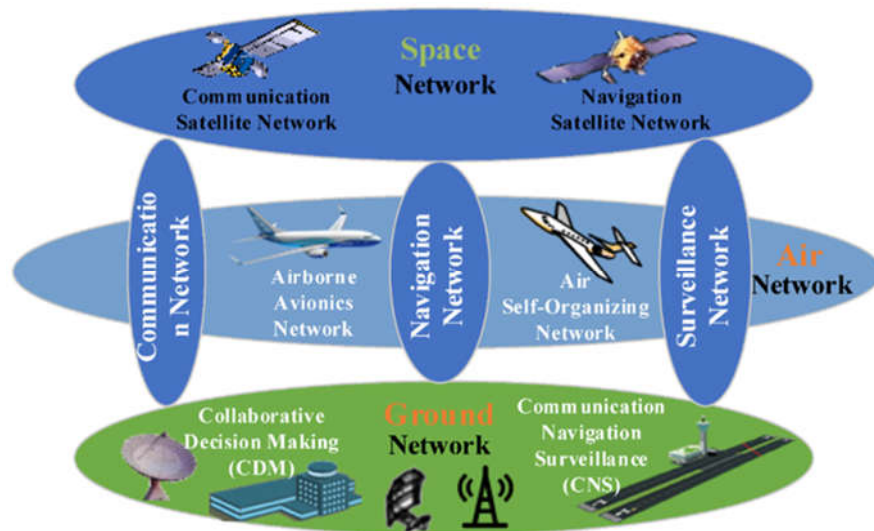 Space
Network
Communication
Satellite Network
Navigation
Satellite Network
Communicatio
n Network
Airborne
Avionics
Network
Navigation
Network
Air
Self-Organizing
Network
Surveillance
Network
Air
Network
Collaborative
Decision Making
(CDM)
Ground
Network
Communication
Navigation
Surveillance
(CNS)